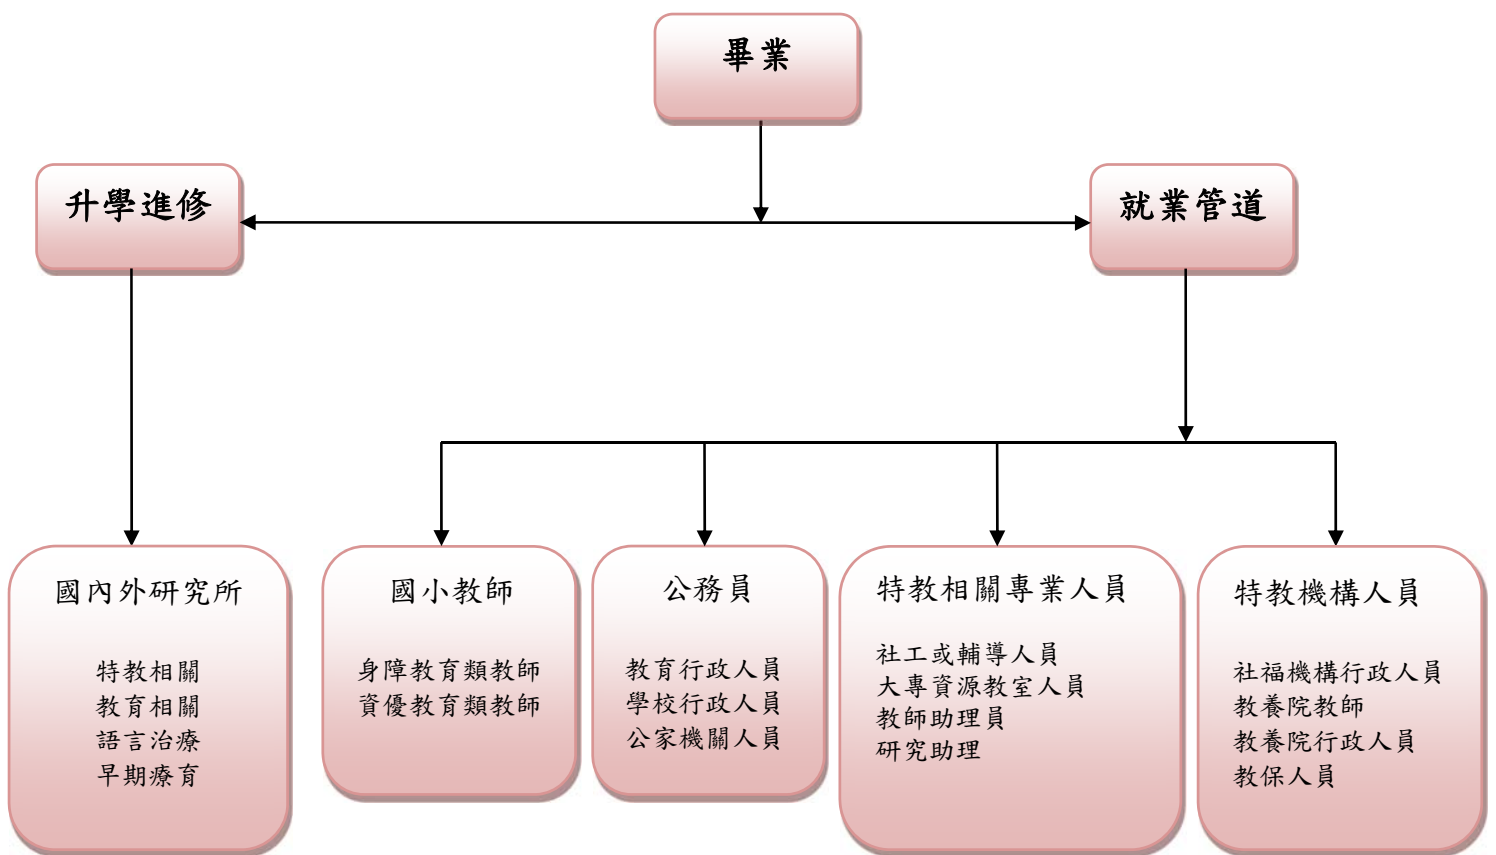 畢業
升學進修
就業管道
國內外研究所
特教相關
教育相關
語言治療
早期療育
國小教師
身障教育類教師
資優教育類教師
公務員
教育行政人員
學校行政人員
公家機關人員
特教相關專業人員
社工或輔導人員
大專資源教室人員
教師助理員
研究助理
特教機構人員
社福機構行政人員
教養院教師
教養院行政人員
教保人員